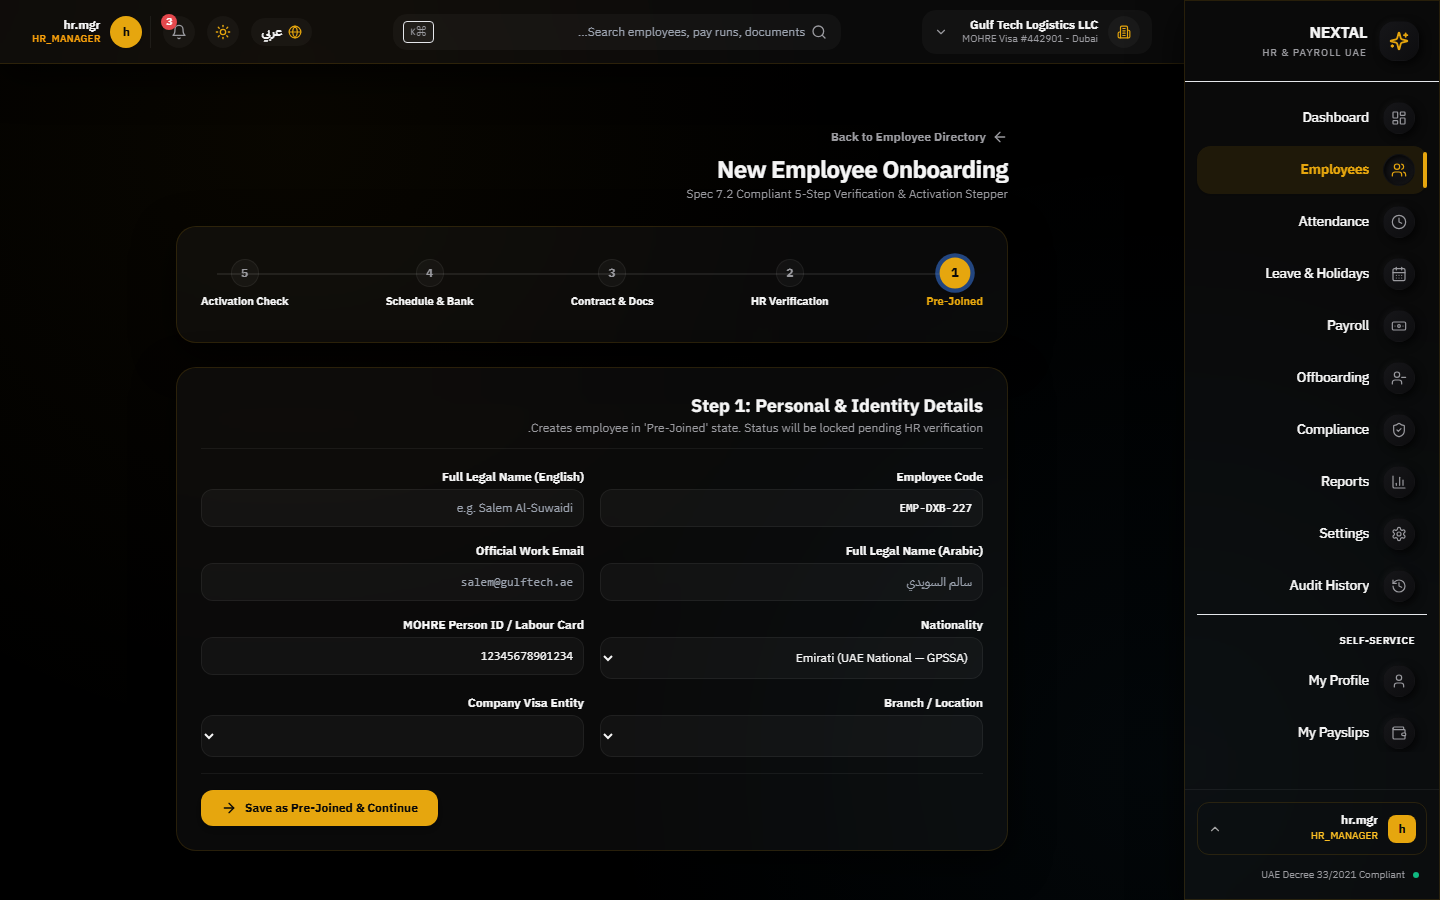 NEXTAL
HR & PAYROLL UAE
Dashboard
Employees
Attendance
Leave & Holidays
Payroll
Offboarding
Compliance
Reports
Settings
Audit History
SELF-SERVICE
My Profile
My Payslips
hr.mgr
HR_MANAGER
h
UAE Decree 33/2021 Compliant
Gulf Tech Logistics LLC
MOHRE Visa #442901 - Dubai
...Search employees, pay runs, documents
K⌘
عربي
3
h
hr.mgr
HR_MANAGER
Back to Employee Directory
New Employee Onboarding
Spec 7.2 Compliant 5-Step Verification & Activation Stepper
1
Pre-Joined
2
HR Verification
3
Contract & Docs
4
Schedule & Bank
5
Activation Check
Step 1: Personal & Identity Details
.Creates employee in 'Pre-Joined' state. Status will be locked pending HR verification
Employee Code
EMP-DXB-227
Full Legal Name (English)
e.g. Salem Al-Suwaidi
Full Legal Name (Arabic)
سالم السويدي
Official Work Email
salem@gulftech.ae
Nationality
Emirati (UAE National — GPSSA)
MOHRE Person ID / Labour Card
12345678901234
Branch / Location
Company Visa Entity
Save as Pre-Joined & Continue